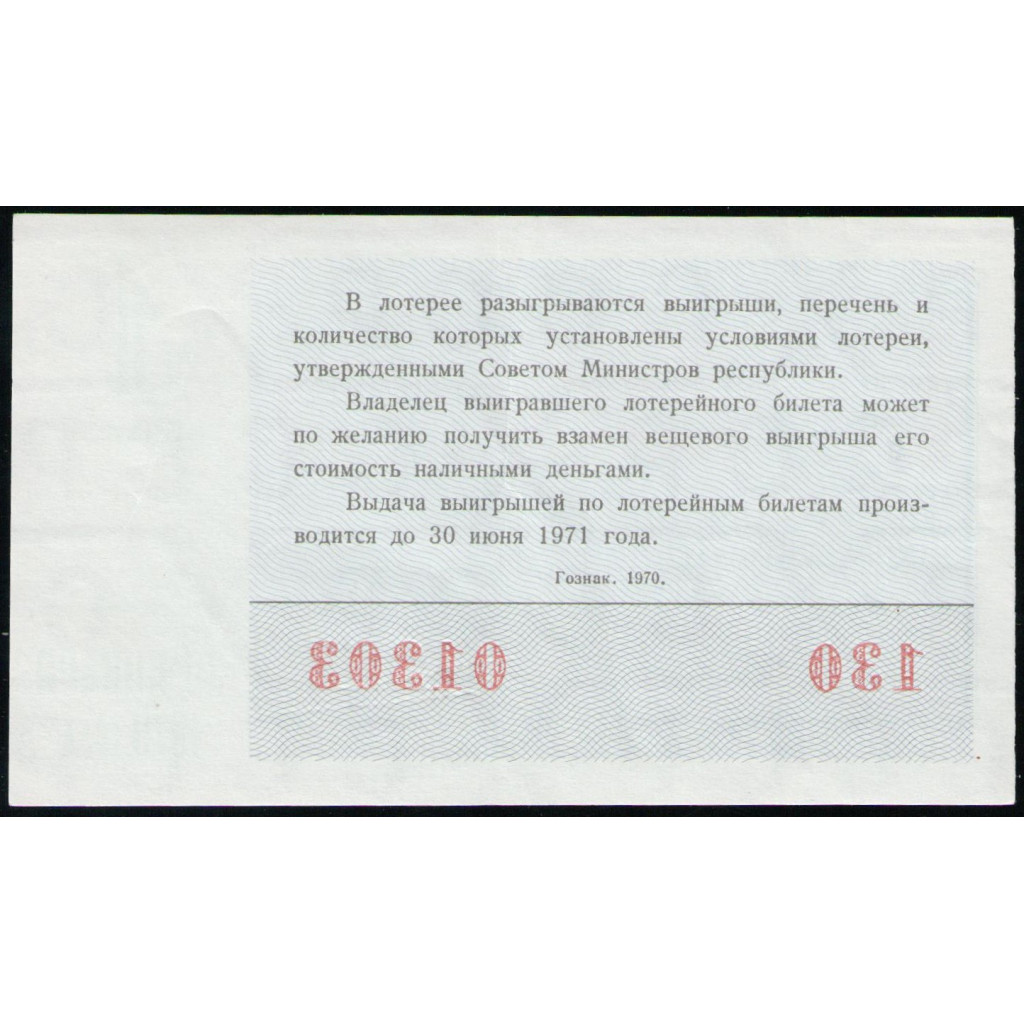 В лотерее разыгрываются выигрыши, перечень и
количество которых установлены условиями лотереи,
утвержденными Советом Министров республики.
Владелец выигравшего лотерейного билета может
по желанию получить взамен вещевого выигрыша его
стоимость наличными деньгами.
Выдача выигрышей по лотерейным билетам произ-
водится до 30 июня 1971 года.
Гознак. 1970.
01303 130